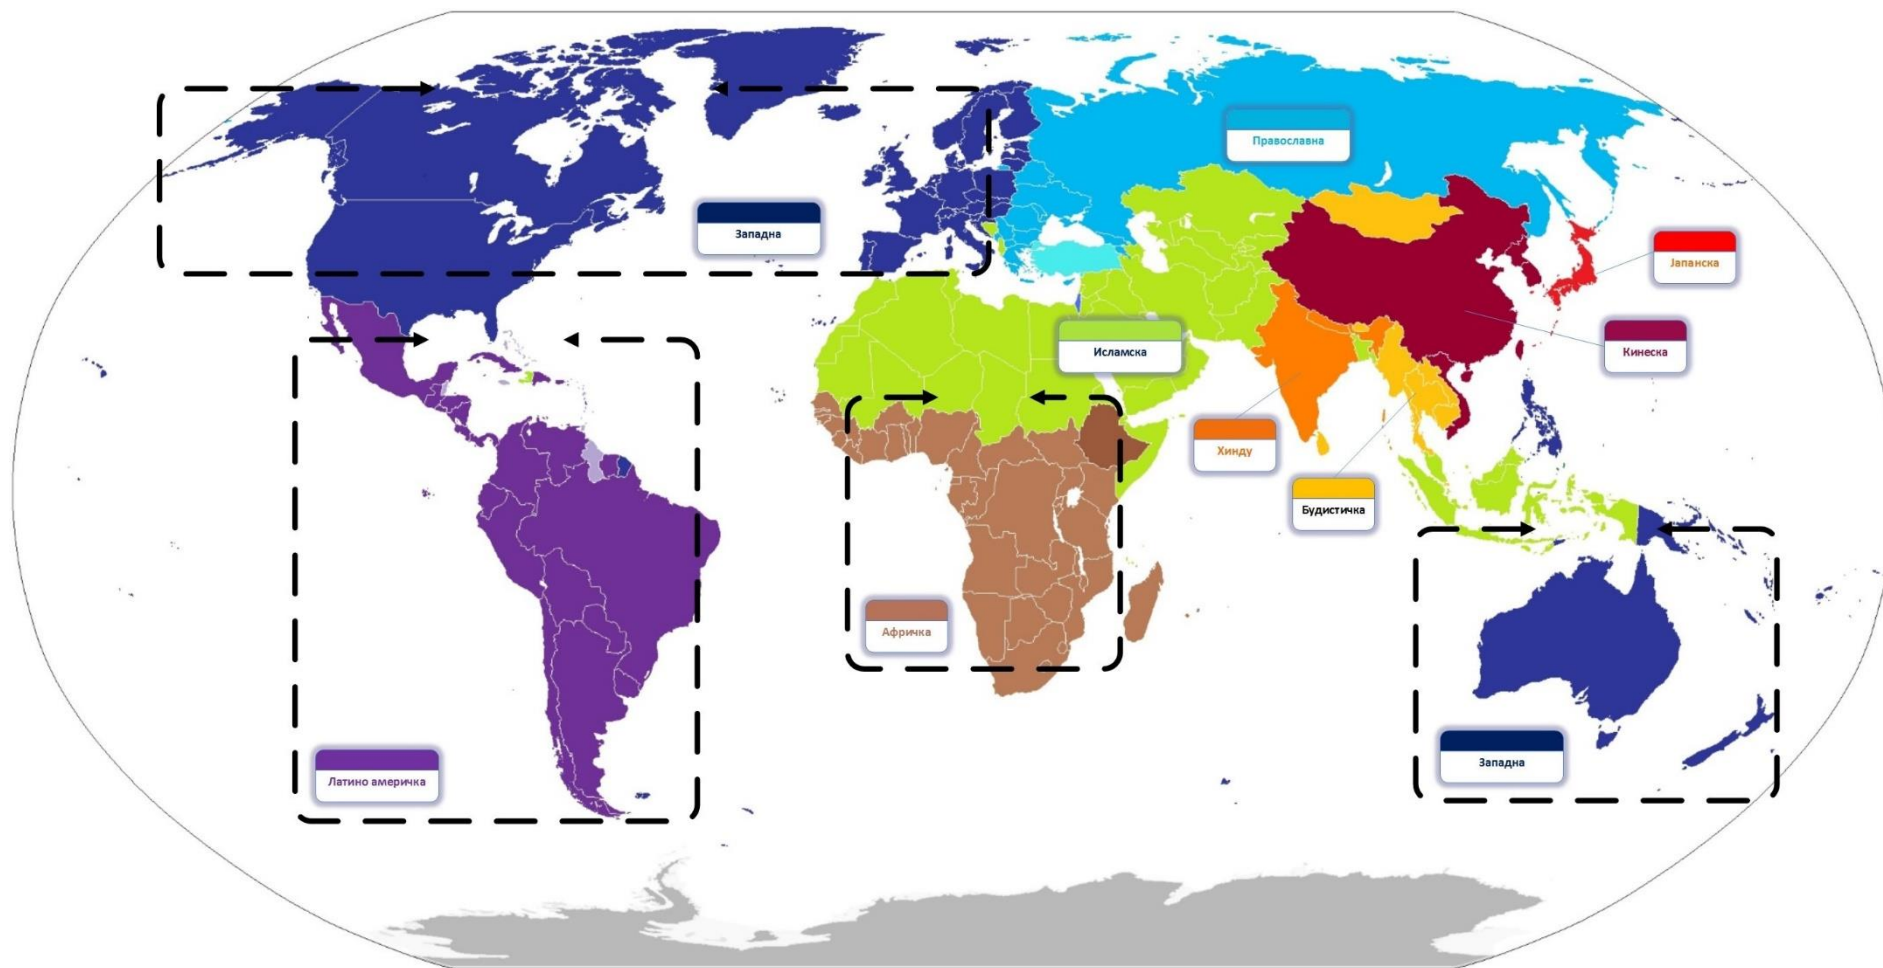 Православна
Западна
Јапанска
Кинеска
Исламска
Хинду
Будистичка
Афричка
Латино америчка
Западна